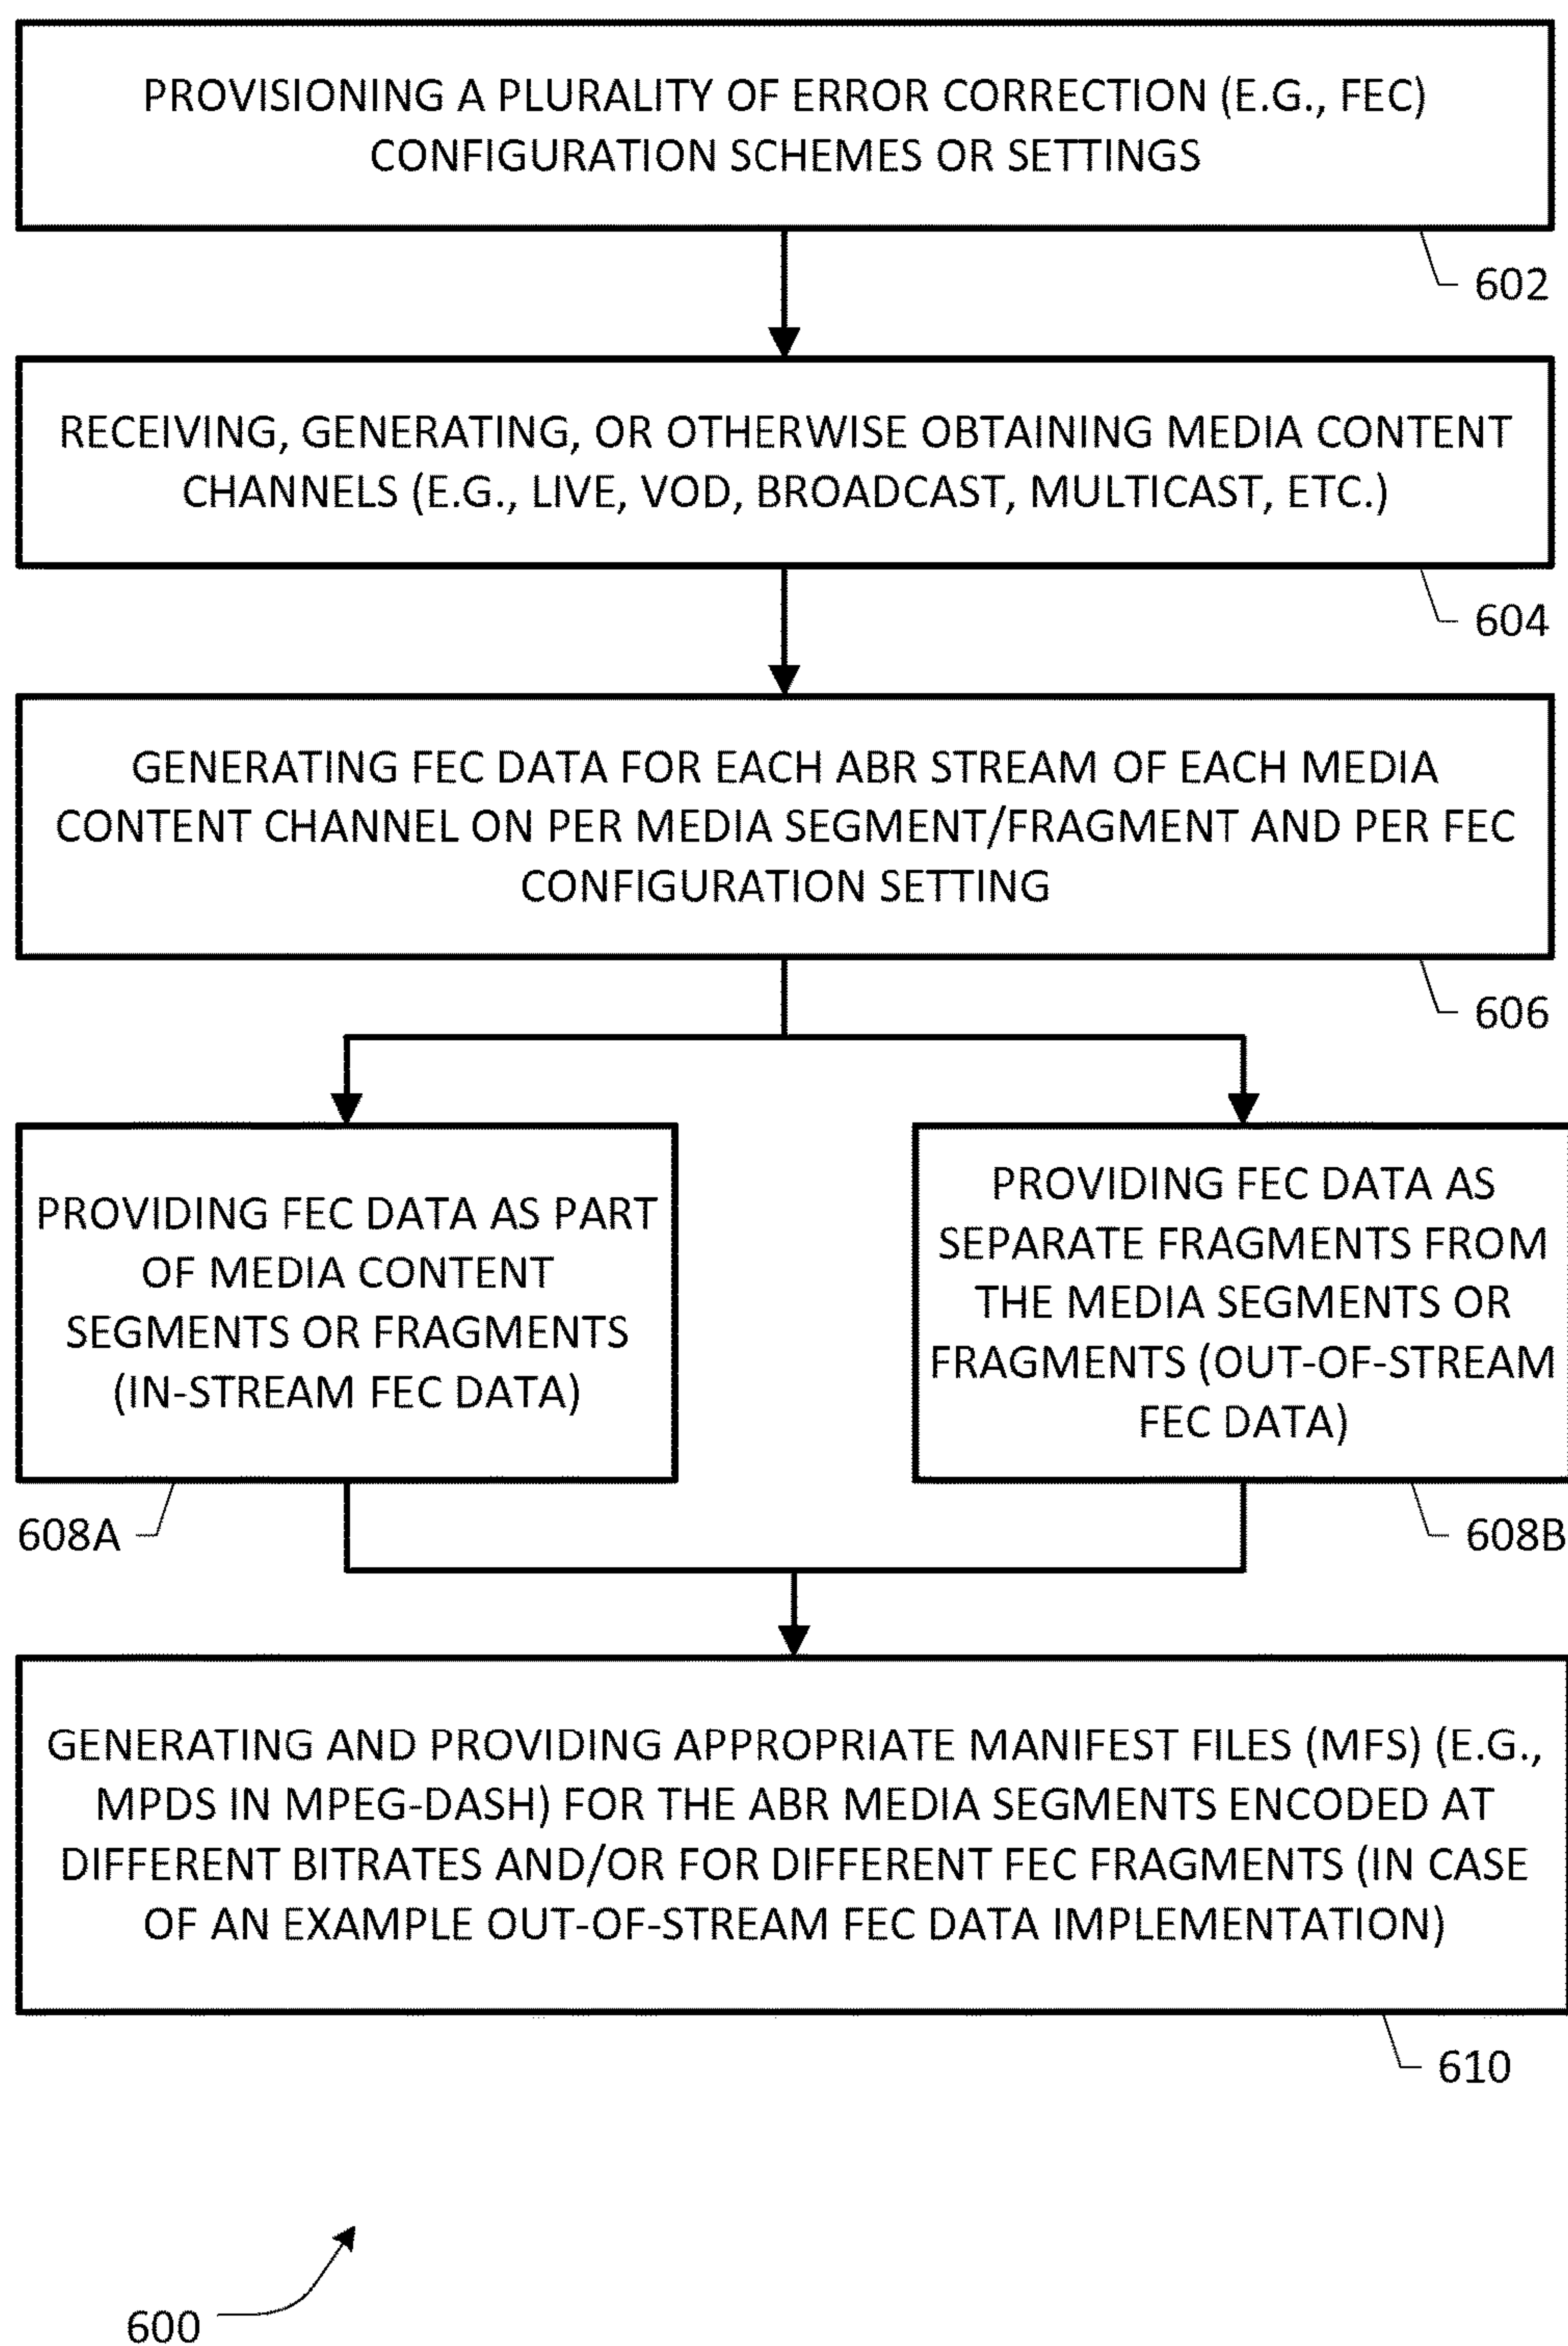 PROVISIONING A PLURALITY OF ERROR CORRECTION (E.G., FEC)
CONFIGURATION SCHEMES OR SETTINGS
602
RECEIVING, GENERATING, OR OTHERWISE OBTAINING MEDIA CONTENT
CHANNELS (E.G., LIVE, VOD, BROADCAST, MULTICAST, ETC.)
604
GENERATING FEC DATA FOR EACH ABR STREAM OF EACH MEDIA
CONTENT CHANNEL ON PER MEDIA SEGMENT/FRAGMENT AND PER FEC
CONFIGURATION SETTING
606
PROVIDING FEC DATA AS PART
OF MEDIA CONTENT
SEGMENTS OR FRAGMENTS
(IN-STREAM FEC DATA)
608A
PROVIDING FEC DATA AS
SEPARATE FRAGMENTS FROM
THE MEDIA SEGMENTS OR
FRAGMENTS (OUT-OF-STREAM
FEC DATA)
608B
GENERATING AND PROVIDING APPROPRIATE MANIFEST FILES (MFS) (E.G.,
MPDS IN MPEG-DASH) FOR THE ABR MEDIA SEGMENTS ENCODED AT
DIFFERENT BITRATES AND/OR FOR DIFFERENT FEC FRAGMENTS (IN CASE
OF AN EXAMPLE OUT-OF-STREAM FEC DATA IMPLEMENTATION)
610
600